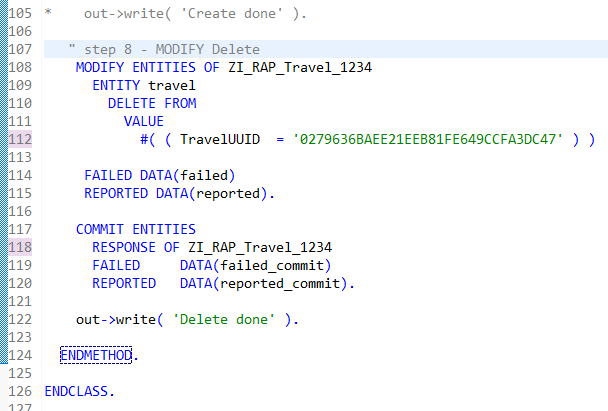 105 *    out->write( 'Create done' ).
106
107    " step 8 - MODIFY Delete
108     MODIFY ENTITIES OF ZI_RAP_Travel_1234
109       ENTITY travel
110         DELETE FROM
111           VALUE
112             #( ( TravelUUID  = '0279636BAEE21EEB81FE649CCFA3DC47' ) )
113
114      FAILED DATA(failed)
115      REPORTED DATA(reported).
116
117     COMMIT ENTITIES
118       RESPONSE OF ZI_RAP_Travel_1234
119       FAILED     DATA(failed_commit)
120       REPORTED   DATA(reported_commit).
121
122     out->write( 'Delete done' ).
123
124   ENDMETHOD.
125
126 ENDCLASS.
127